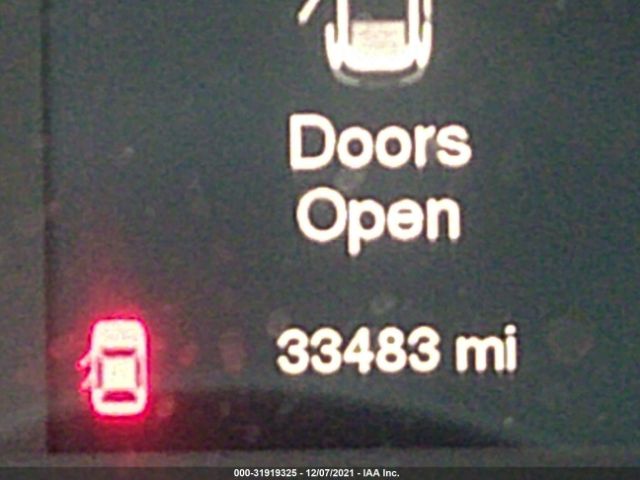 Doors
Open
33483 mi
000-31919325 - 12/07/2021 - IAA Inc.